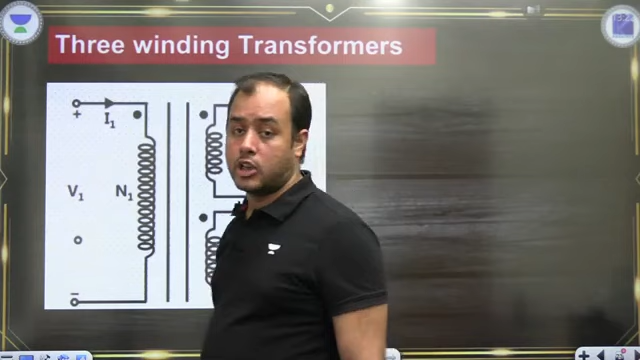 Three winding Transformers
+
I₁
V₁ N₁
–